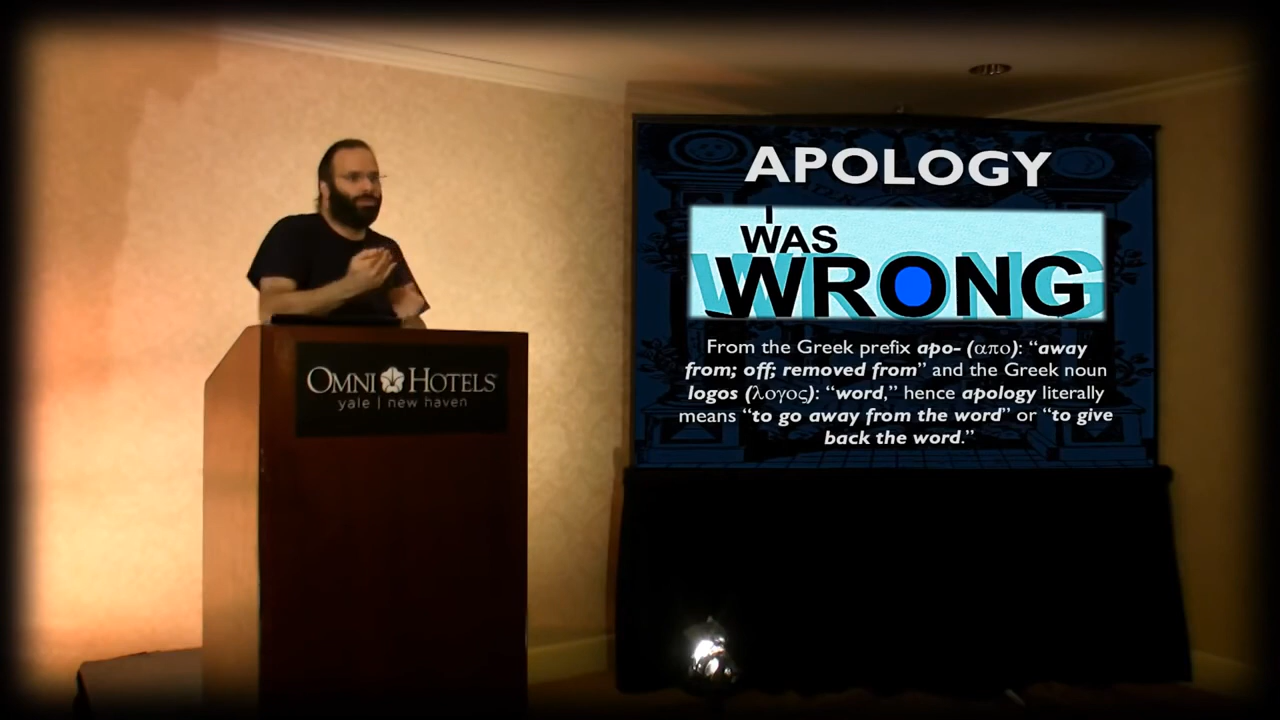 OMNI HOTELS
yale | new haven
APOLOGY
I
WAS
WRONG
From the Greek prefix apo- (απο): “away
from; off; removed from” and the Greek noun
logos (λογος): “word,” hence apology literally
means “to go away from the word” or “to give
back the word.”